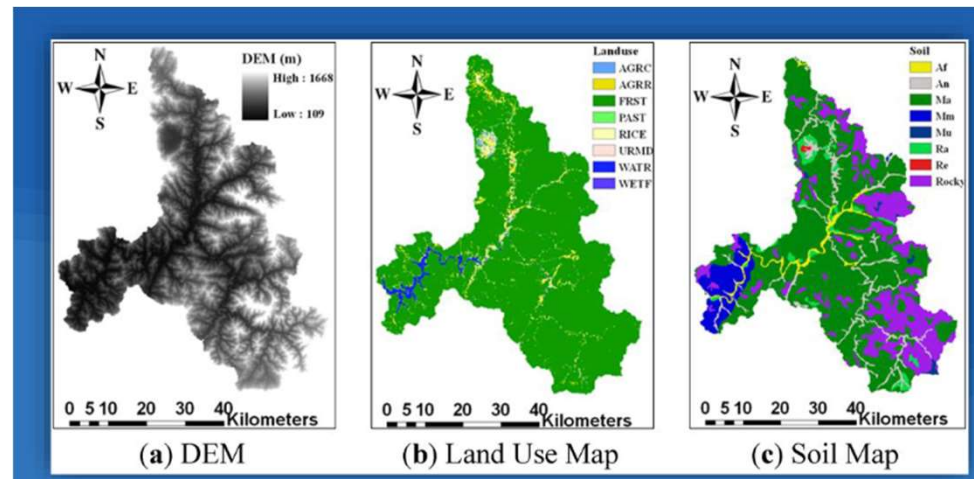 DEM (m)
High : 1668
Low : 109
N
W E
S
0 5 10 20 30 40
Kilometers
(a) DEM
Landuse
AGRC
AGRR
FRST
PAST
RICE
URMD
WATR
WETF
N
W E
S
0 5 10 20 30 40
Kilometers
(b) Land Use Map
Soil
Af
An
Ma
Mm
Mu
Ra
Re
Rocky
N
W E
S
0 5 10 20 30 40
Kilometers
(c) Soil Map